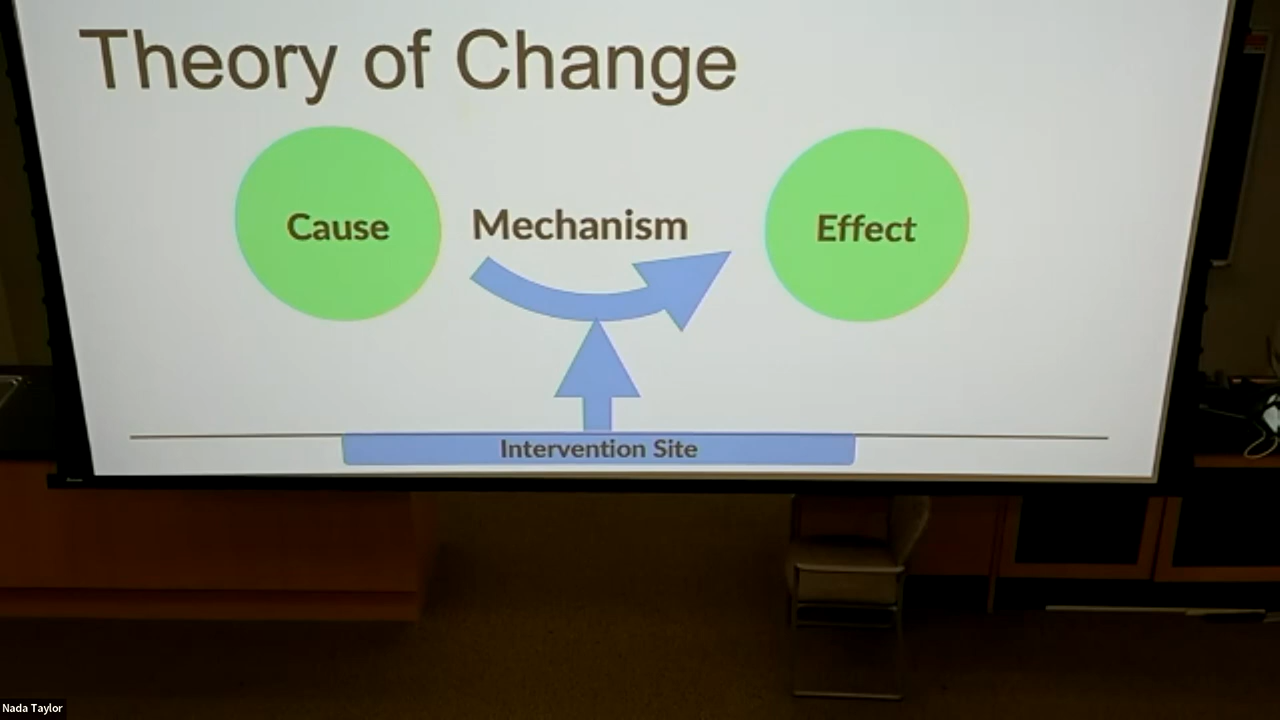 Theory of Change
Cause
Mechanism
Effect
Intervention Site
Nada Taylor